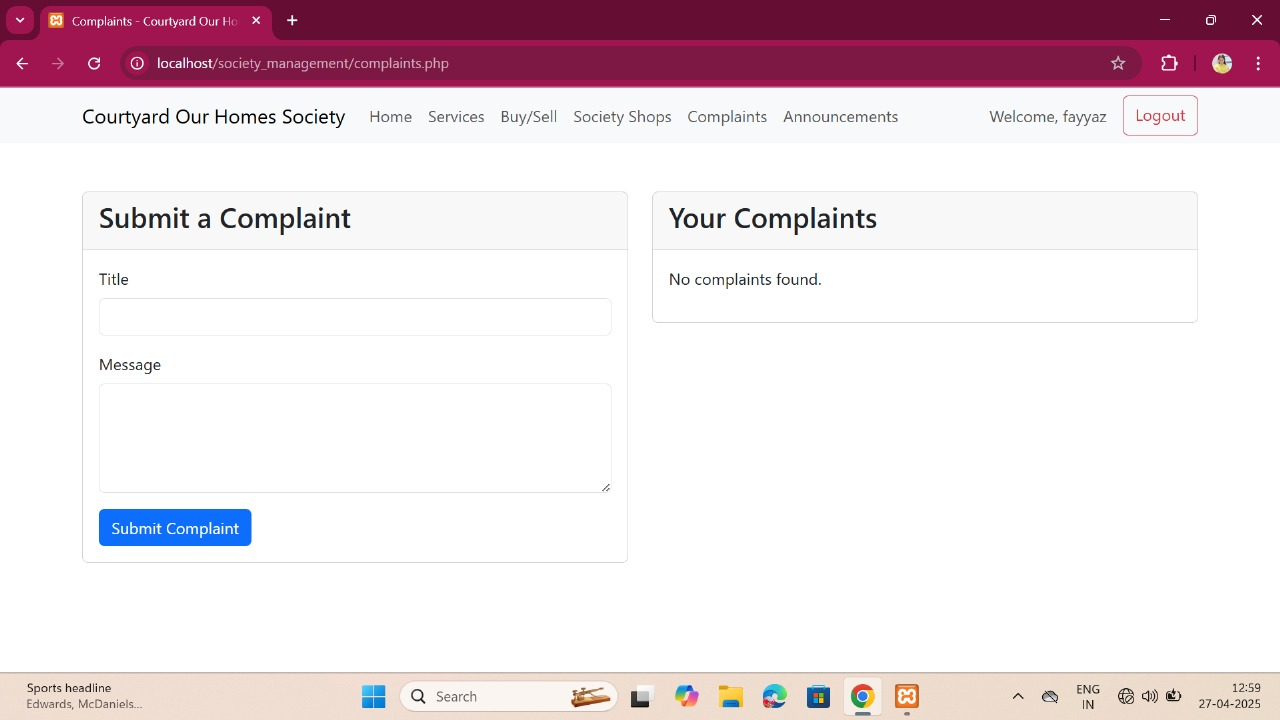 Complaints - Courtyard Our Ho
localhost/society_management/complaints.php
Courtyard Our Homes Society Home Services Buy/Sell Society Shops Complaints Announcements Welcome, fayyaz Logout
Submit a Complaint
Title
Message
Submit Complaint
Your Complaints
No complaints found.
Sports headline
Edwards, McDaniels...
Search
ENG
IN
12:59
27-04-2025